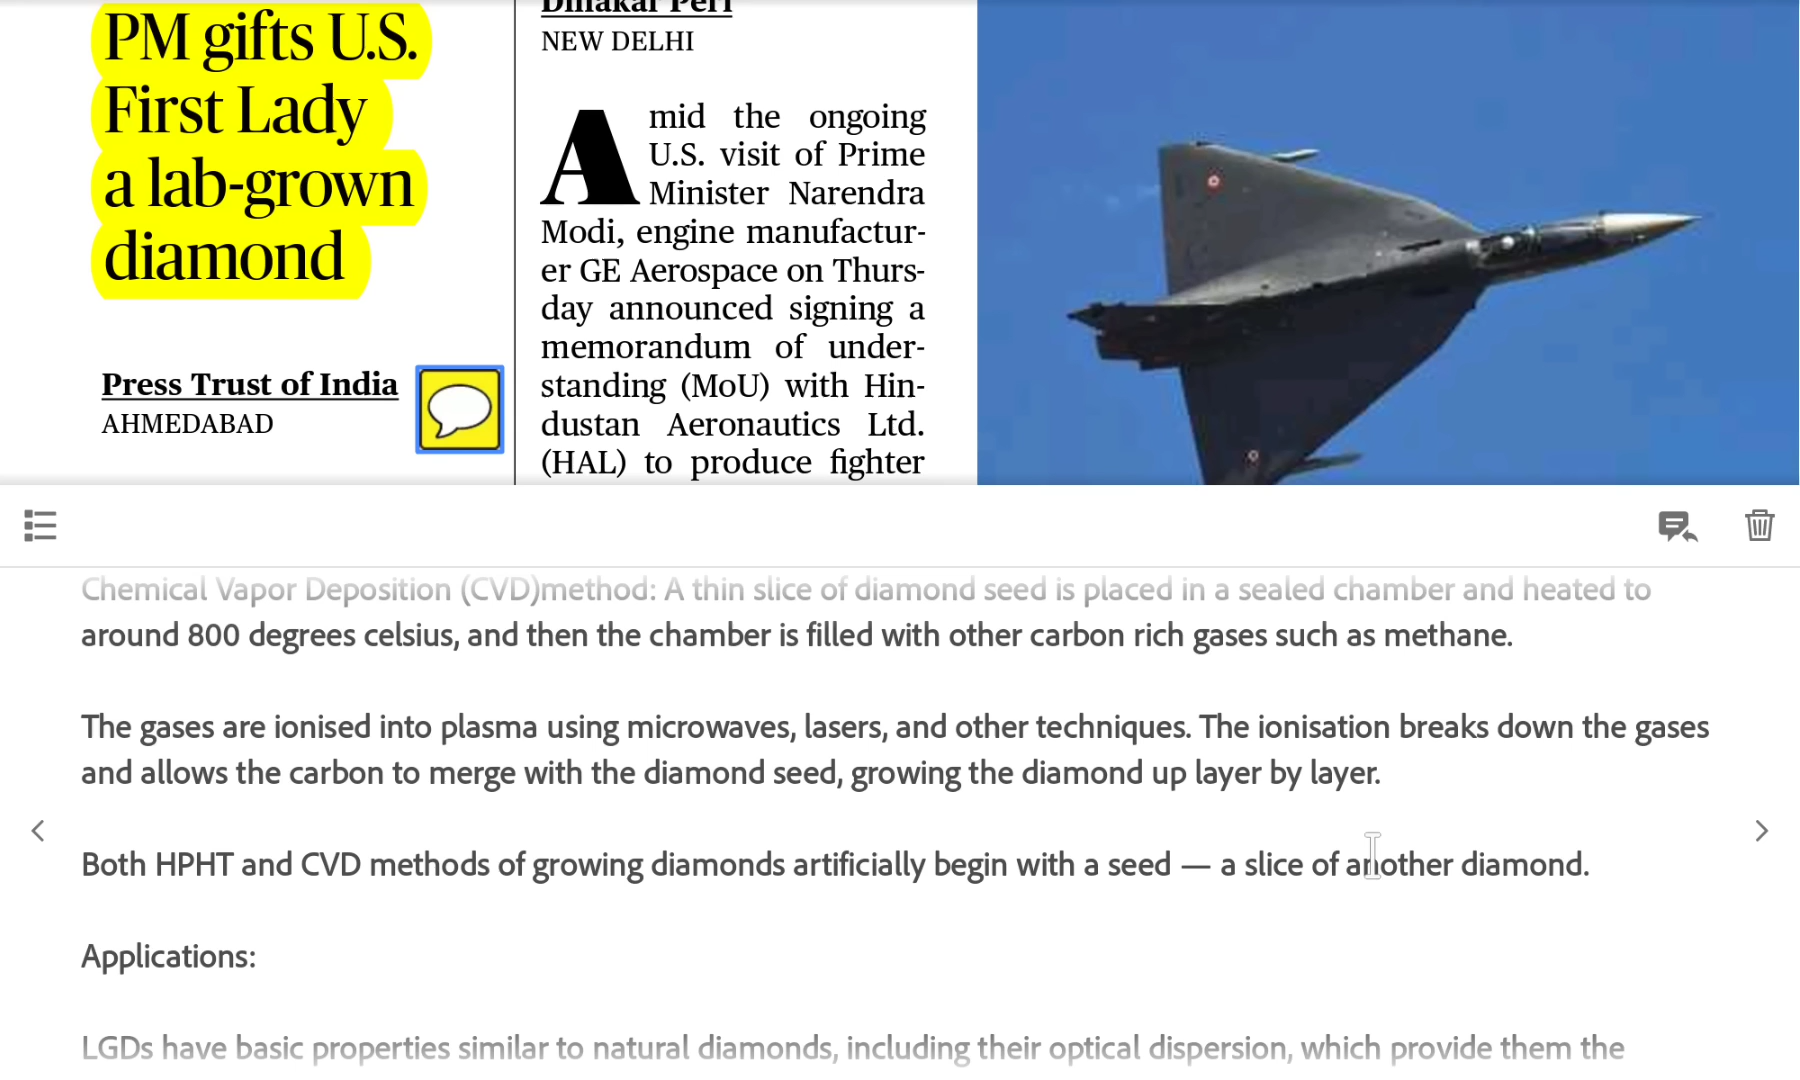 PM gifts U.S.
First Lady
a lab-grown
diamond
Press Trust of India
AHMEDABAD
Dinakar Peri
NEW DELHI
Amid the ongoing
U.S. visit of Prime
Minister Narendra
Modi, engine manufactur-
er GE Aerospace on Thurs-
day announced signing a
memorandum of under-
standing (MoU) with Hin-
dustan Aeronautics Ltd.
(HAL) to produce fighter
Chemical Vapor Deposition (CVD)method: A thin slice of diamond seed is placed in a sealed chamber and heated to
around 800 degrees celsius, and then the chamber is filled with other carbon rich gases such as methane.
The gases are ionised into plasma using microwaves, lasers, and other techniques. The ionisation breaks down the gases
and allows the carbon to merge with the diamond seed, growing the diamond up layer by layer.
Both HPHT and CVD methods of growing diamonds artificially begin with a seed — a slice of another diamond.
Applications:
LGDs have basic properties similar to natural diamonds, including their optical dispersion, which provide them the